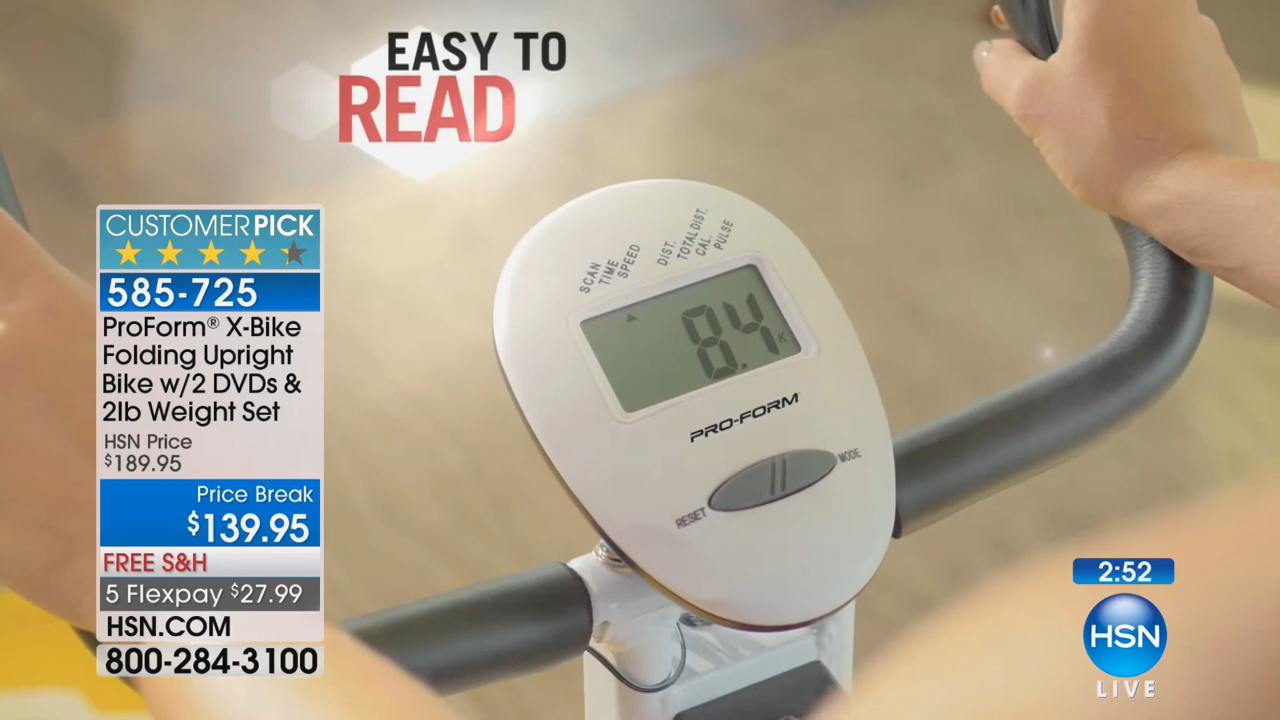 EASY TO
READ
CUSTOMERPICK
585-725
ProForm® X-Bike
Folding Upright
Bike w/2 DVDs &
2lb Weight Set
HSN Price
$189.95
Price Break
$139.95
FREE S&H
5 Flexpay $27.99
HSN.COM
800-284-3100
SCAN
TIME
SPEED
DIST.
TOTAL DIST.
CAL.
PULSE
8.4
K
PRO-FORM
RESET
MODE
2:52
HSN
LIVE